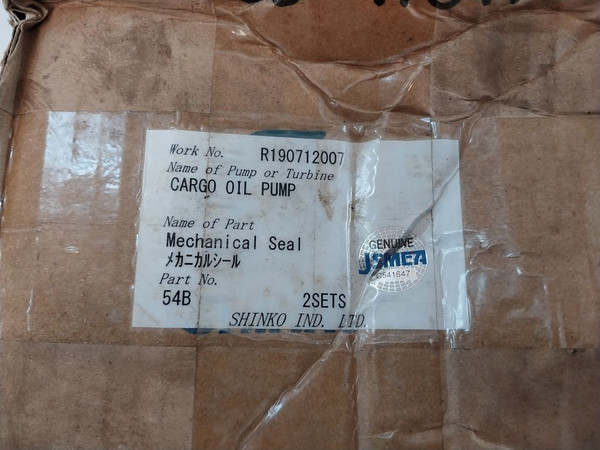 Work No. R190712007
Name of Pump or Turbine
CARGO OIL PUMP
Name of Part
Mechanical Seal
メカニカルシール
Part No.
54B 2SETS
SHINKO IND. LTD.
GENUINE
JSMEA
G541647